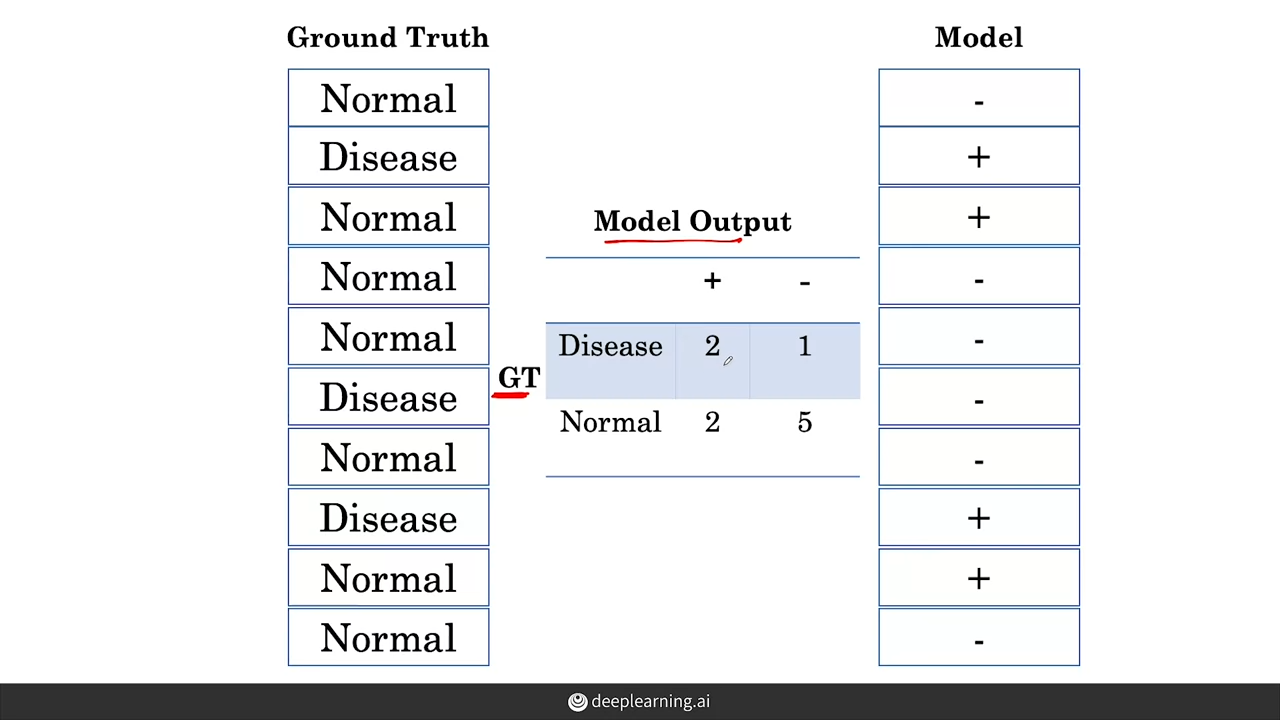 Ground Truth
Normal
Disease
Normal
Normal
Normal
Disease
Normal
Disease
Normal
Normal
Model Output
+ -
GT
Disease 2 1
Normal 2 5
Model
-
+
+
-
-
-
-
+
+
-
deeplearning.ai